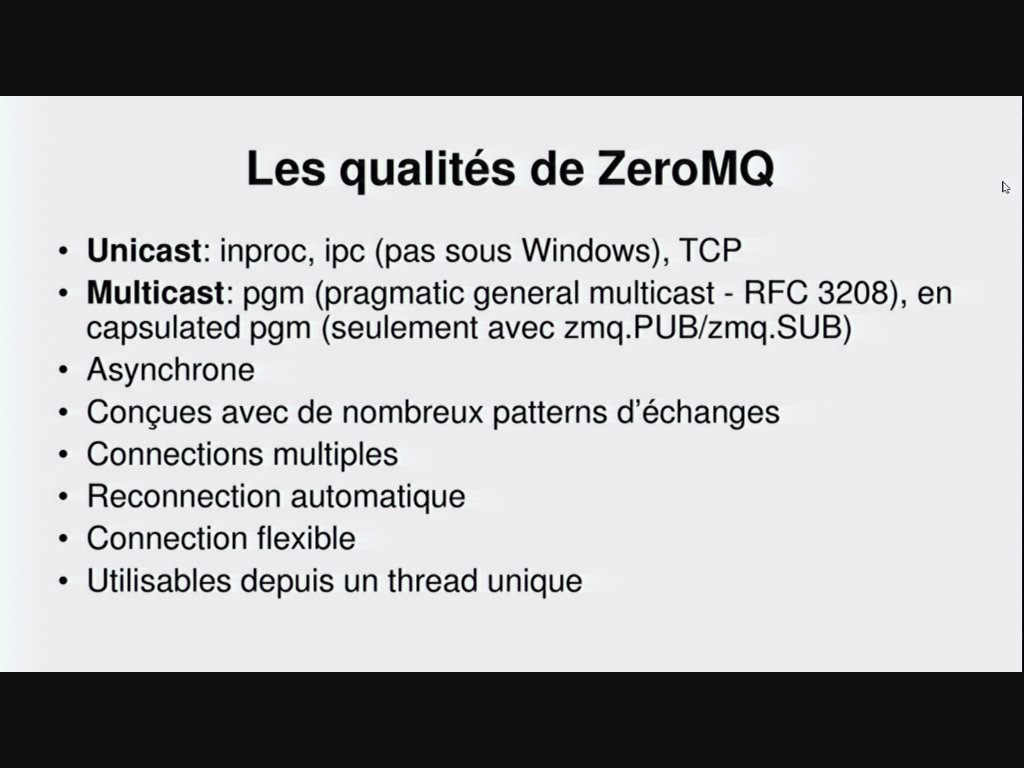 Les qualités de ZeroMQ
• Unicast: inproc, ipc (pas sous Windows), TCP
• Multicast: pgm (pragmatic general multicast - RFC 3208), en
capsulated pgm (seulement avec zmq.PUB/zmq.SUB)
• Asynchrone
• Conçues avec de nombreux patterns d’échanges
• Connections multiples
• Reconnection automatique
• Connection flexible
• Utilisables depuis un thread unique